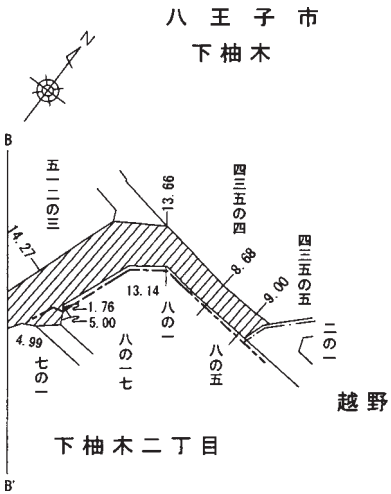 八王子市
下柚木
N
B
五一二の三
13.66
四三五の四
8.68
四三五の五
9.00
14.27
1.76
5.00
13.14
4.99
七の一
八の一七
八の一
八の五
二の一
越野
下柚木二丁目
B'